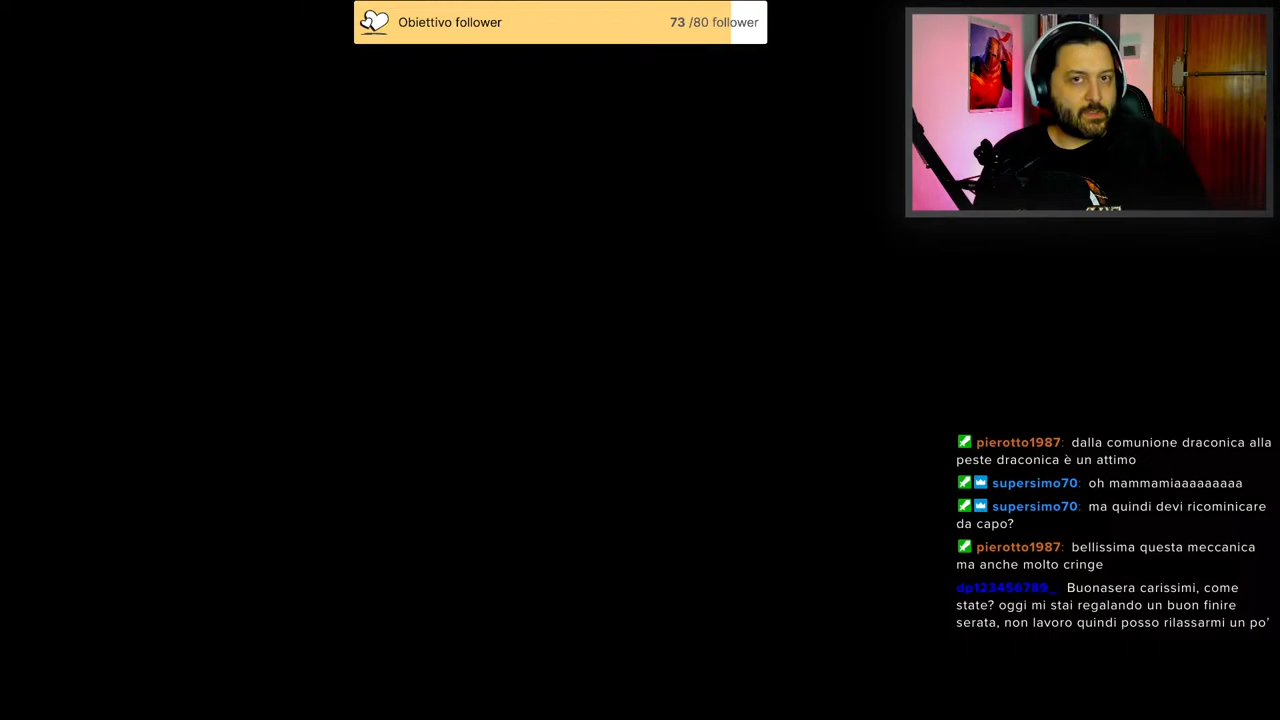 Obiettivo follower 73 /80 follower
pierotto1987: dalla comunione draconica alla
peste draconica è un attimo
supersimo70: oh mammamiaaaaaaaaa
supersimo70: ma quindi devi ricominicare
da capo?
pierotto1987: bellissima questa meccanica
ma anche molto cringe
dp123456789_ Buonasera carissimi, come
state? oggi mi stai regalando un buon finire
serata, non lavoro quindi posso rilassarmi un po’